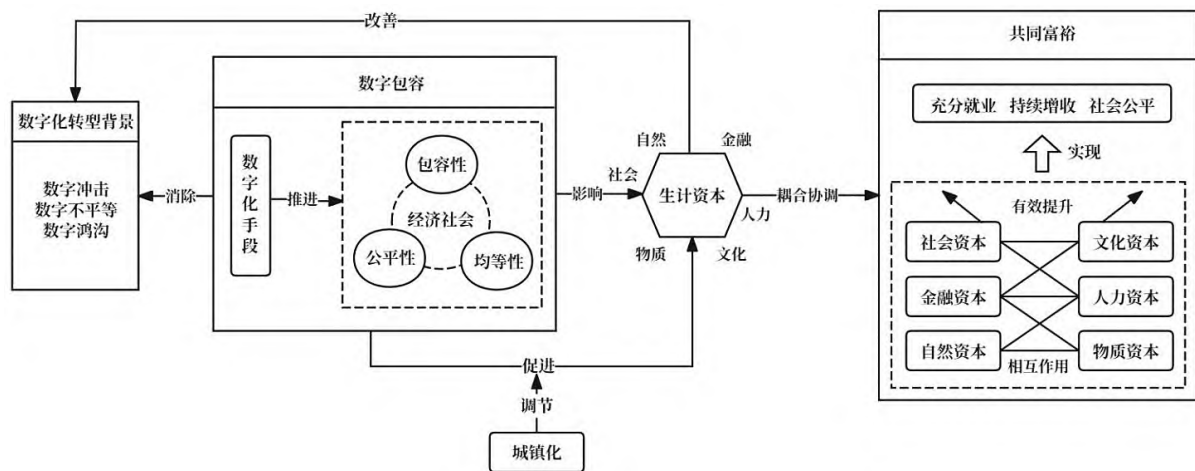 改善
共同富裕
数字包容
充分就业 持续增收 社会公平
数字化转型背景
数字冲击
数字不平等
数字鸿沟
消除
数字化手段
推进
包容性
经济社会
公平性
均等性
影响
自然
金融
社会
生计资本
人力
物质
文化
耦合协调
实现
有效提升
社会资本
文化资本
金融资本
人力资本
自然资本
物质资本
相互作用
促进
调节
城镇化